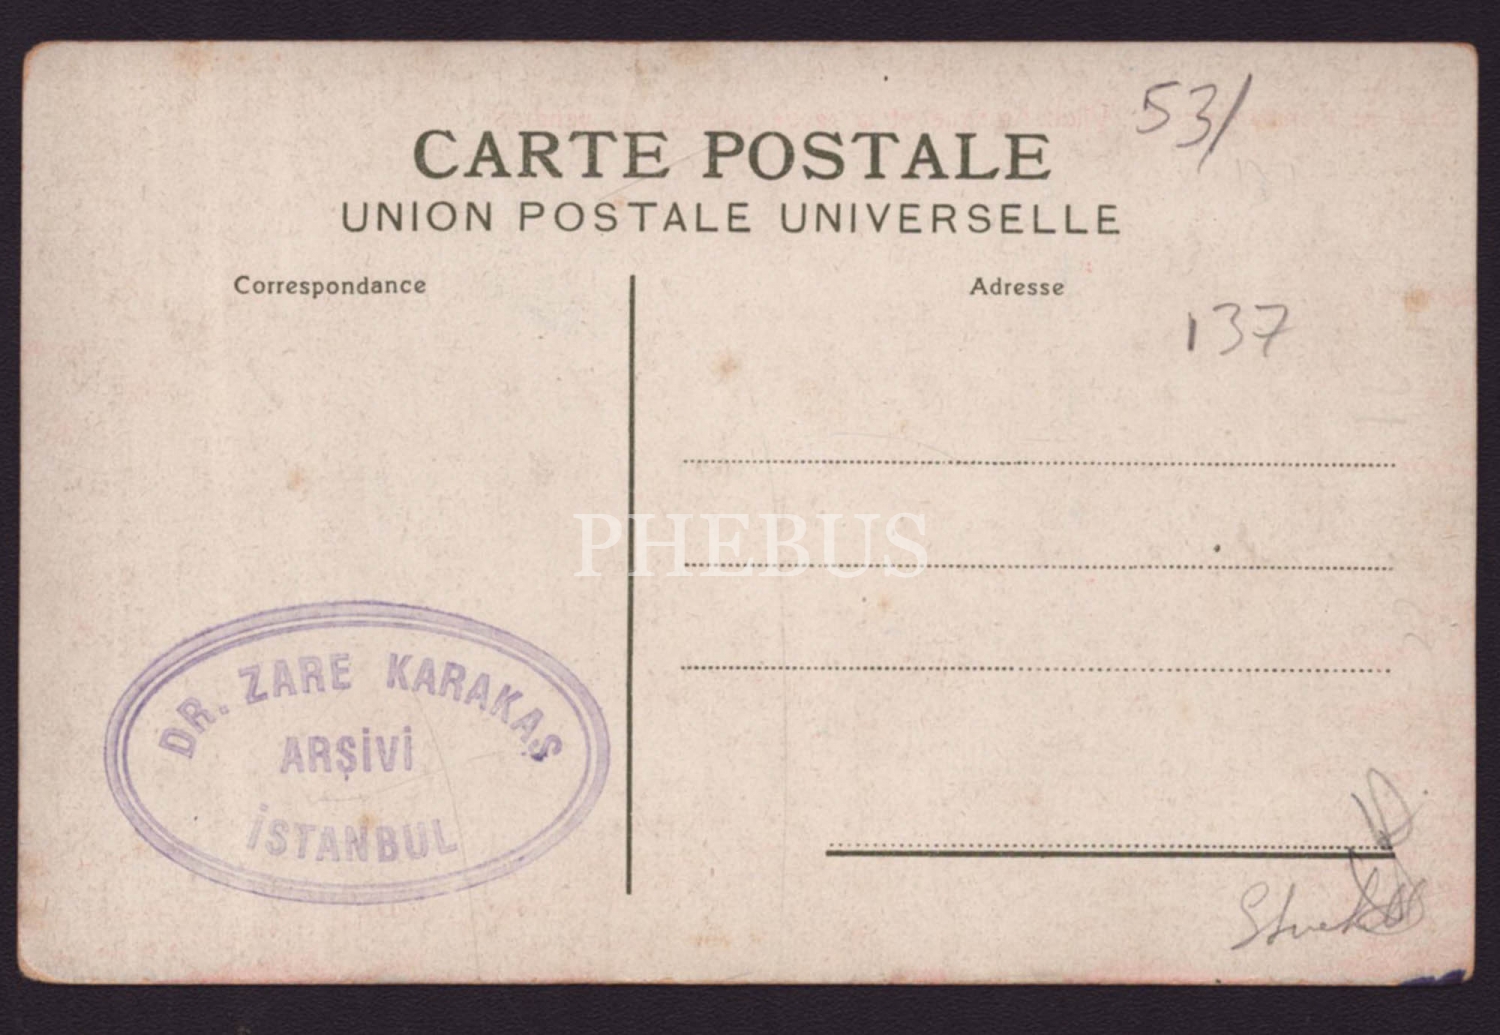 53/
CARTE POSTALE
UNION POSTALE UNIVERSELLE
Correspondance
Adresse
137
PHEBUS
DR. ZARE KARAKAŞ
ARŞİVİ
İSTANBUL